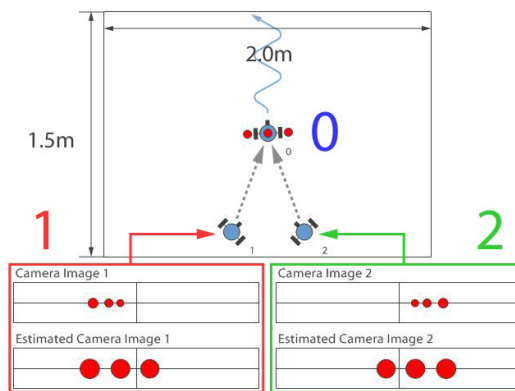 2.0m
1.5m
0
0
1
2
1
2
Camera Image 1
Camera Image 2
Estimated Camera Image 1
Estimated Camera Image 2